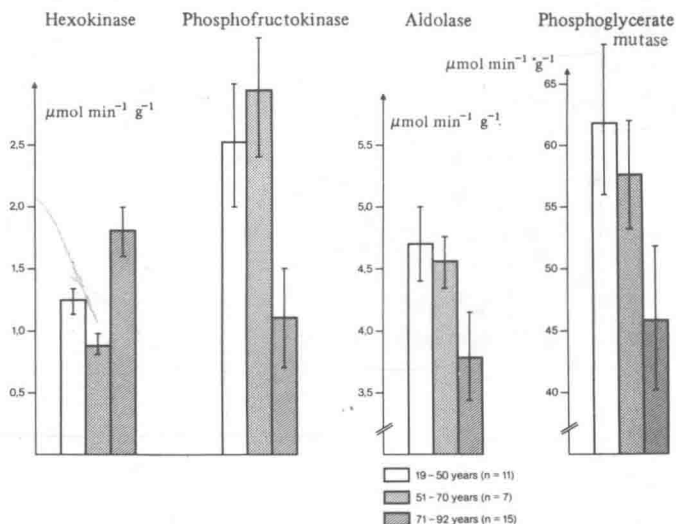 Hexokinase
Phosphofructokinase
Aldolase
Phosphoglycerate
mutase
μmol min⁻¹ g⁻¹
2,5
2,0
1,5
1,0
0,5
μmol min⁻¹ g⁻¹
5.5
5.0
4.5
4.0
3.5
μmol min⁻¹ g⁻¹
65
60
55
50
45
40
19–50 years (n = 11)
51–70 years (n = 7)
71–92 years (n = 15)